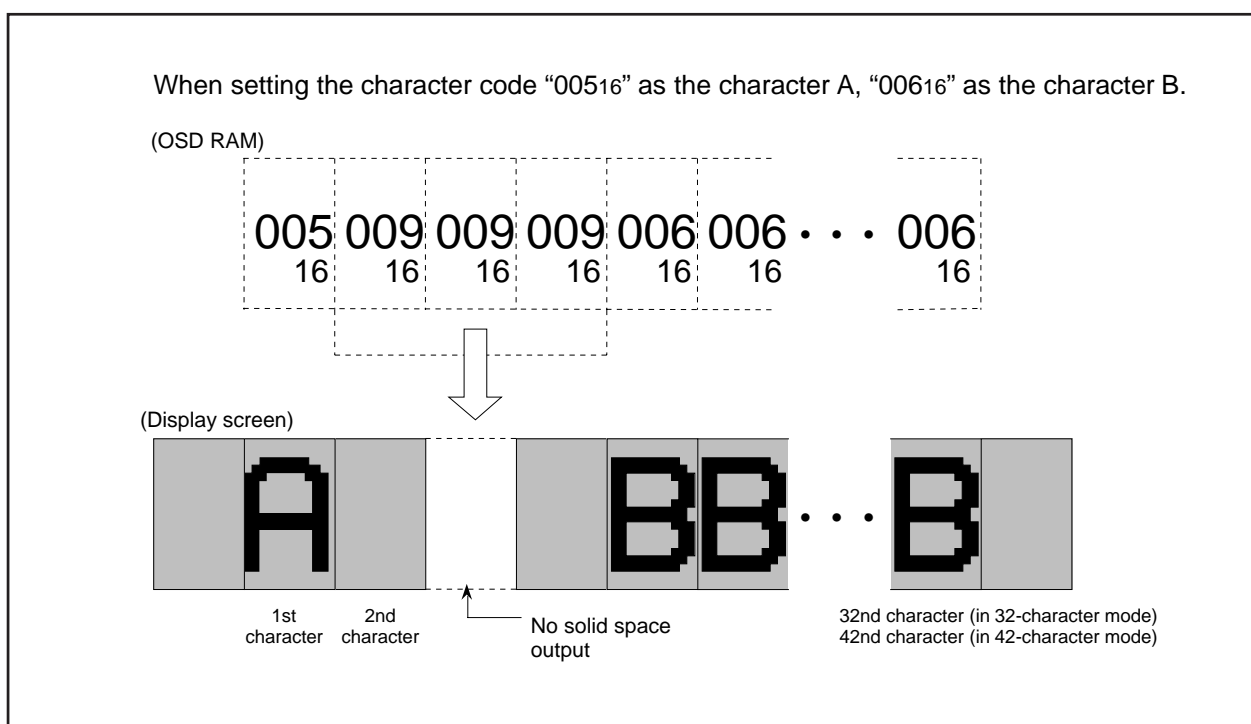 When setting the character code “00516” as the character A, “00616” as the character B.
(OSD RAM)
005 009 009 009 006 006 • • • 006
16 16 16 16 16 16 16
(Display screen)
A B B • • • B
1st character
2nd character
No solid space
output
32nd character (in 32-character mode)
42nd character (in 42-character mode)